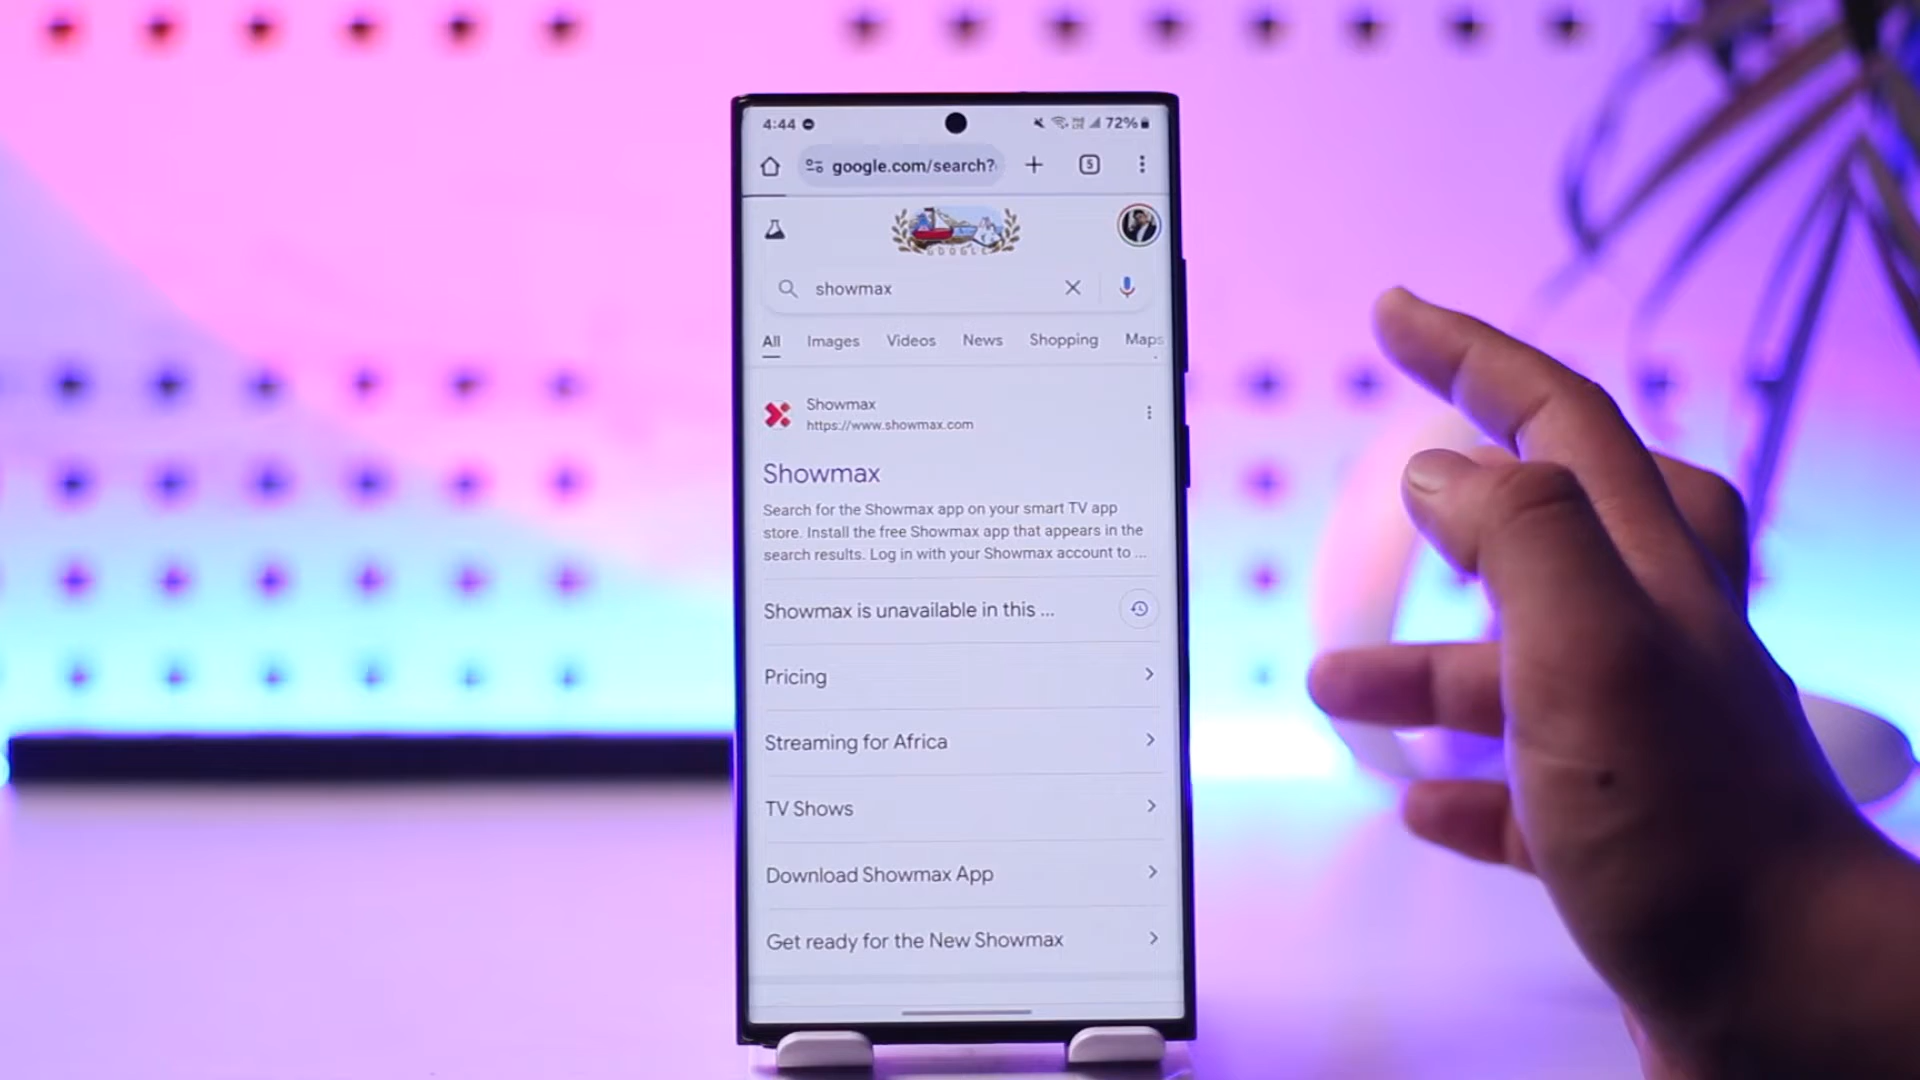 4:44
72%
google.com/search?
5
GOOGLE
showmax
All Images Videos News Shopping Maps
Showmax
https://www.showmax.com
Showmax
Search for the Showmax app on your smart TV app
store. Install the free Showmax app that appears in the
search results. Log in with your Showmax account to ...
Showmax is unavailable in this ...
Pricing
Streaming for Africa
TV Shows
Download Showmax App
Get ready for the New Showmax